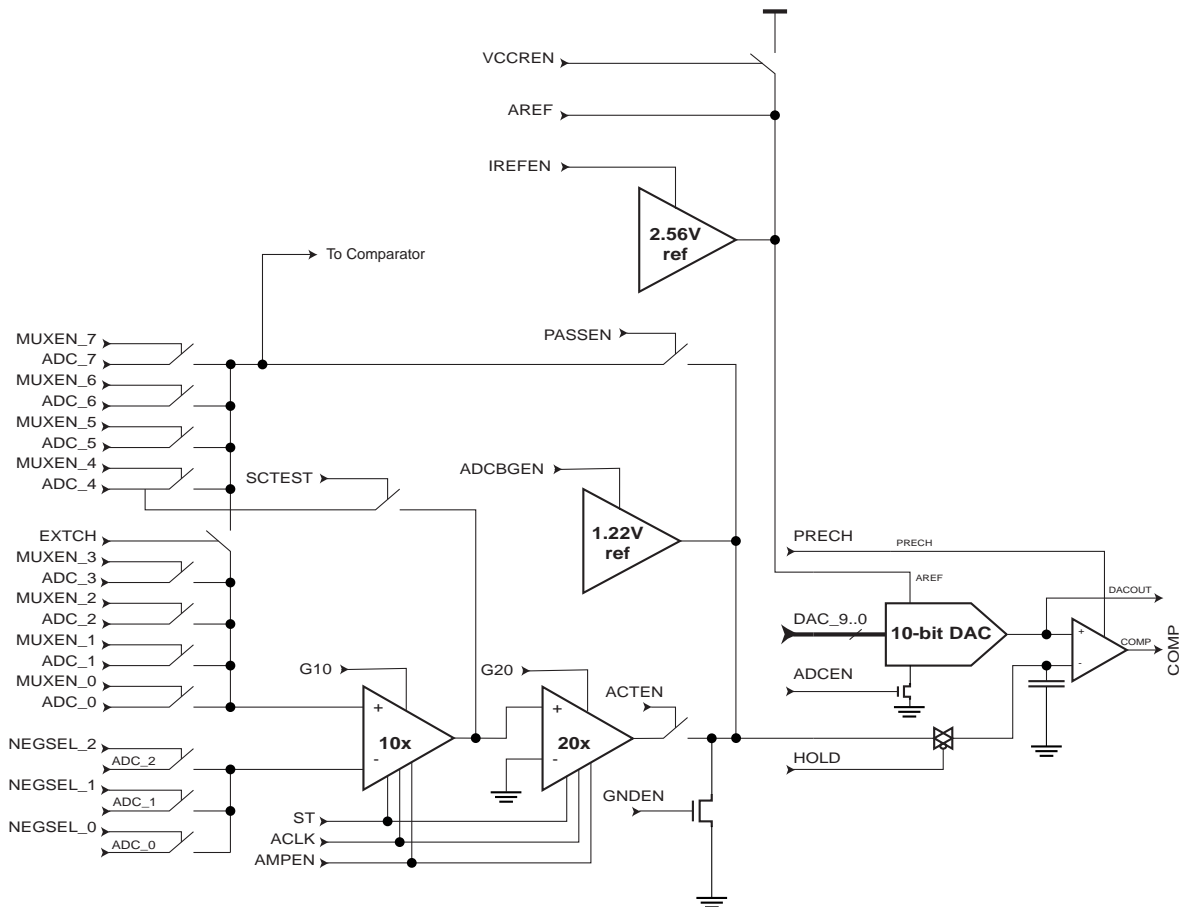 VCCREN
AREF
IREFEN
2.56V
ref
To Comparator
PASSEN
MUXEN_7
ADC_7
MUXEN_6
ADC_6
MUXEN_5
ADC_5
MUXEN_4
ADC_4
SCTEST
ADCBGEN
1.22V
ref
EXTCH
MUXEN_3
ADC_3
MUXEN_2
ADC_2
MUXEN_1
ADC_1
MUXEN_0
ADC_0
PRECH
PRECH
AREF
DACOUT
DAC_9..0
10-bit DAC
+
-
COMP
COMP
ADCEN
HOLD
G10
+
10x
-
G20
+
20x
-
ACTEN
NEGSEL_2
ADC_2
NEGSEL_1
ADC_1
NEGSEL_0
ADC_0
GNDEN
ST
ACLK
AMPEN